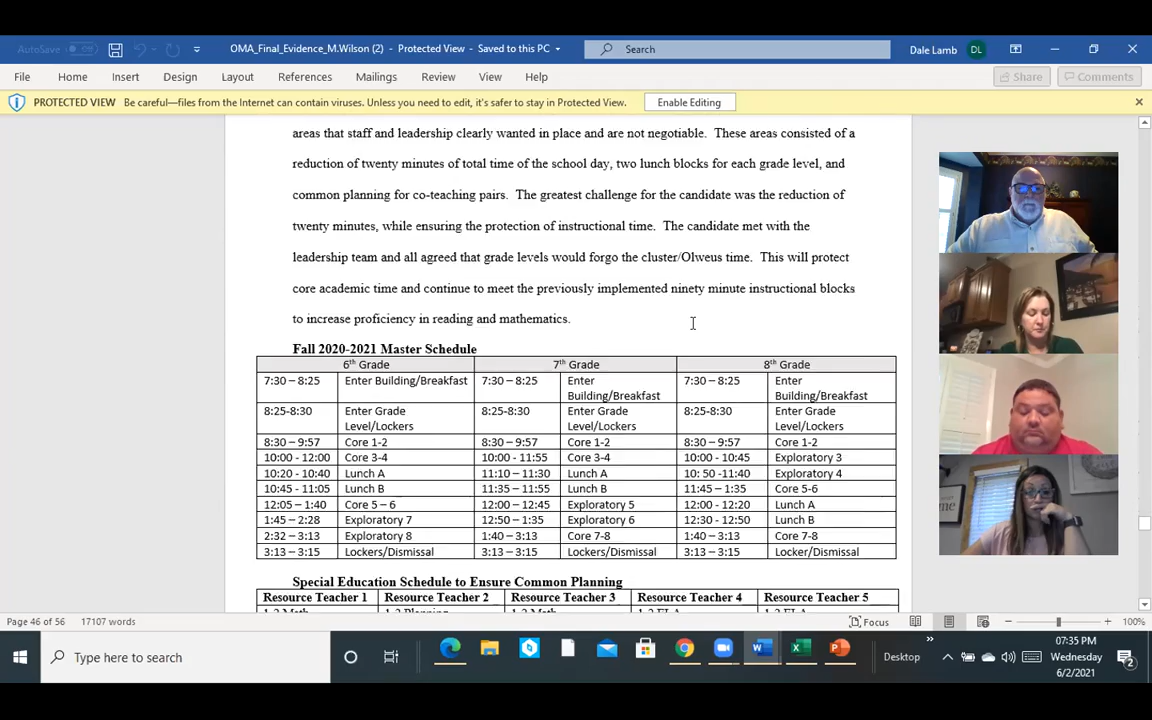 AutoSave Off
OMA_Final_Evidence_M.Wilson (2) - Protected View - Saved to this PC
Search
Dale Lamb DL
File Home Insert Design Layout References Mailings Review View Help Share Comments
PROTECTED VIEW Be careful—files from the Internet can contain viruses. Unless you need to edit, it's safer to stay in Protected View. Enable Editing
areas that staff and leadership clearly wanted in place and are not negotiable. These areas consisted of a
reduction of twenty minutes of total time of the school day, two lunch blocks for each grade level, and
common planning for co-teaching pairs. The greatest challenge for the candidate was the reduction of
twenty minutes, while ensuring the protection of instructional time. The candidate met with the
leadership team and all agreed that grade levels would forgo the cluster/Olweus time. This will protect
core academic time and continue to meet the previously implemented ninety minute instructional blocks
to increase proficiency in reading and mathematics.
Fall 2020-2021 Master Schedule
6th Grade 7th Grade 8th Grade
7:30 – 8:25 Enter Building/Breakfast 7:30 – 8:25 Enter 7:30 – 8:25 Enter
Building/Breakfast Building/Breakfast
8:25-8:30 Enter Grade 8:25-8:30 Enter Grade 8:25-8:30 Enter Grade
Level/Lockers Level/Lockers Level/Lockers
8:30 – 9:57 Core 1-2 8:30 – 9:57 Core 1-2 8:30 – 9:57 Core 1-2
10:00 - 12:00 Core 3-4 10:00 - 11:55 Core 3-4 10:00 - 10:45 Exploratory 3
10:20 - 10:40 Lunch A 11:10 – 11:30 Lunch A 10: 50 -11:40 Exploratory 4
10:45 - 11:05 Lunch B 11:35 – 11:55 Lunch B 11:45 – 1:35 Core 5-6
12:05 – 1:40 Core 5 – 6 12:00 – 12:45 Exploratory 5 12:00 - 12:20 Lunch A
1:45 – 2:28 Exploratory 7 12:50 – 1:35 Exploratory 6 12:30 - 12:50 Lunch B
2:32 – 3:13 Exploratory 8 1:40 – 3:13 Core 7-8 1:40 – 3:13 Core 7-8
3:13 – 3:15 Lockers/Dismissal 3:13 – 3:15 Lockers/Dismissal 3:13 – 3:15 Locker/Dismissal
Special Education Schedule to Ensure Common Planning
Resource Teacher 1 Resource Teacher 2 Resource Teacher 3 Resource Teacher 4 Resource Teacher 5
1-2 Math 1-2 Planning 1-2 Math 1-2 ELA 1-2 ELA
Page 46 of 56 17107 words Focus 100%
Type here to search Desktop
07:35 PM
Wednesday
6/2/2021
2